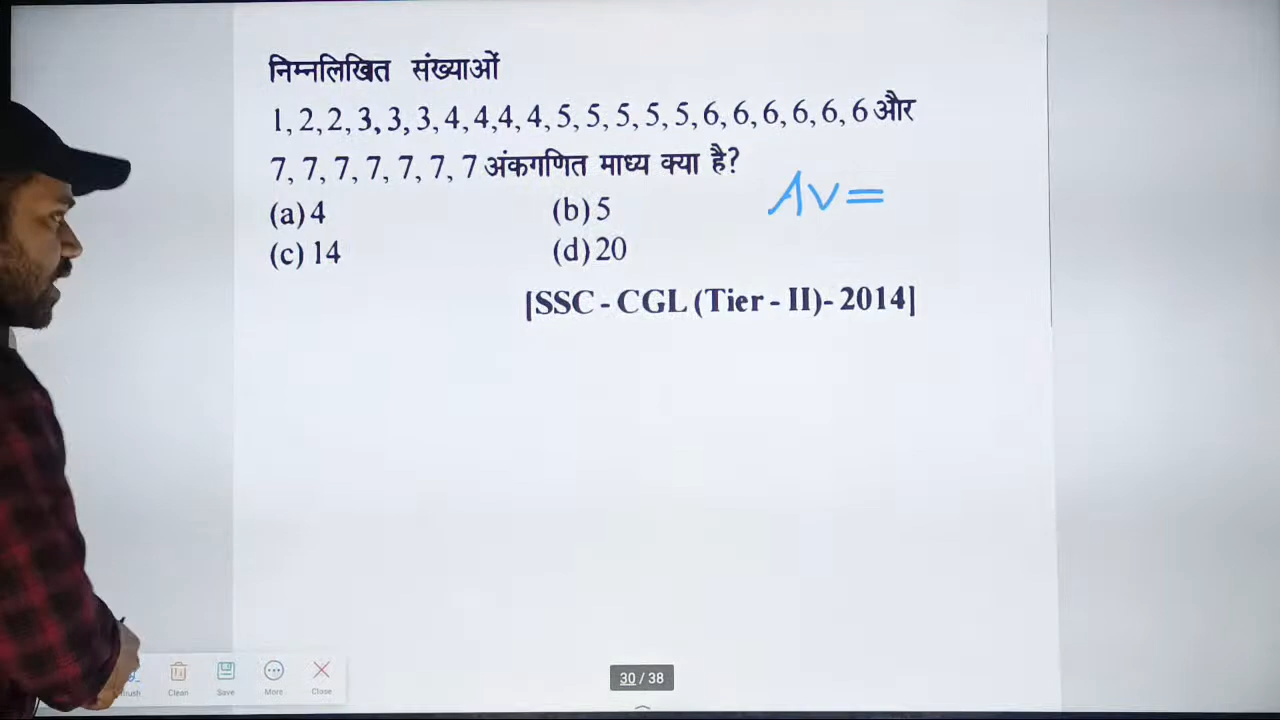 निम्नलिखित संख्याओं
1, 2, 2, 3, 3, 3, 4, 4, 4, 4, 5, 5, 5, 5, 5, 6, 6, 6, 6, 6, 6 और
7, 7, 7, 7, 7, 7, 7 अंकगणित माध्य क्या है?
Av=
(a) 4 (b) 5
(c) 14 (d) 20
[SSC - CGL (Tier - II)- 2014]
Clean Save More Close
30 / 38